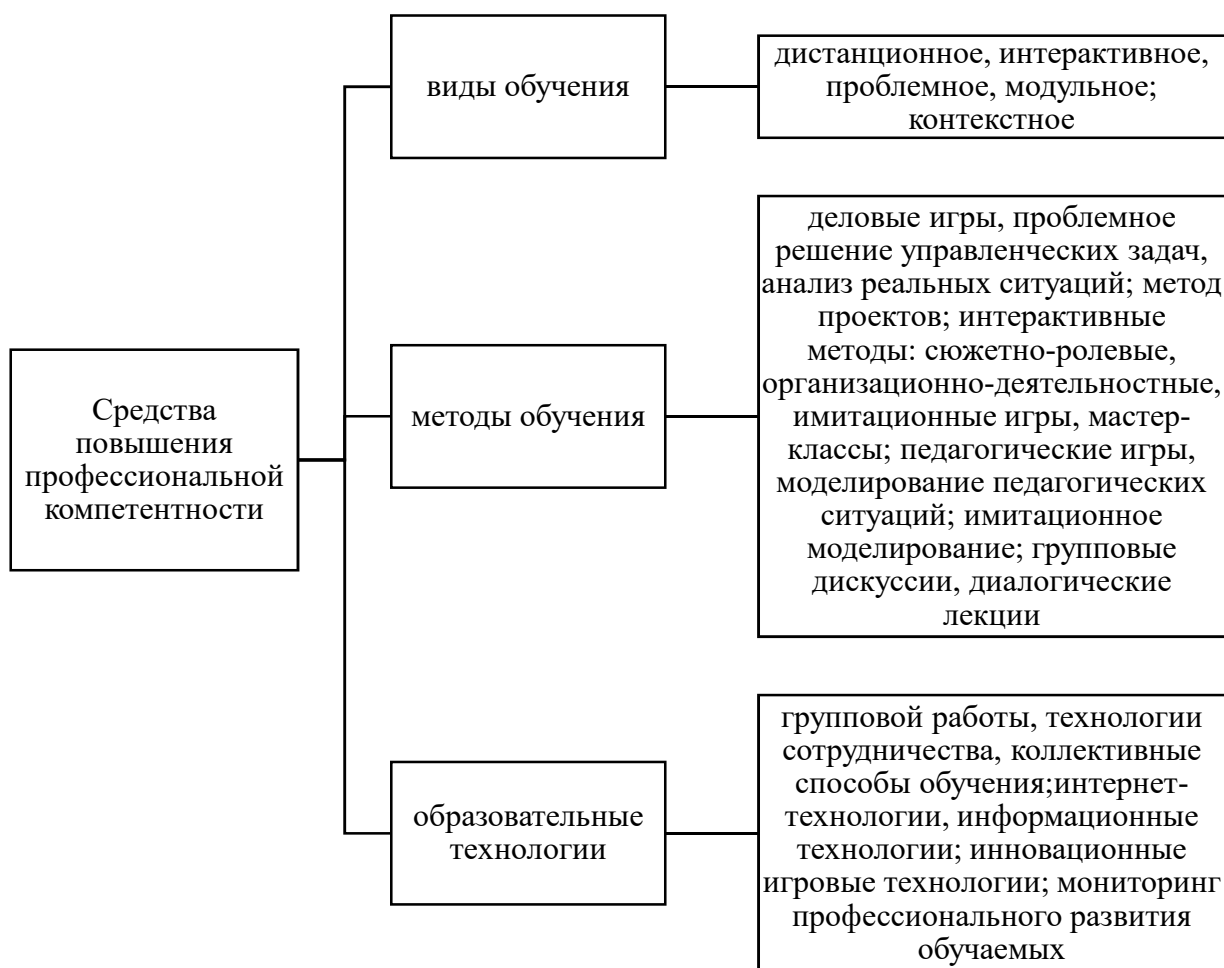 Средства
повышения
профессиональной
компетентности
виды обучения
дистанционное, интерактивное,
проблемное, модульное;
контекстное
методы обучения
деловые игры, проблемное
решение управленческих задач,
анализ реальных ситуаций; метод
проектов; интерактивные
методы: сюжетно-ролевые,
организационно-деятельностные,
имитационные игры, мастер-
классы; педагогические игры,
моделирование педагогических
ситуаций; имитационное
моделирование; групповые
дискуссии, диалогические
лекции
образовательные
технологии
групповой работы, технологии
сотрудничества, коллективные
способы обучения;интернет-
технологии, информационные
технологии; инновационные
игровые технологии; мониторинг
профессионального развития
обучаемых